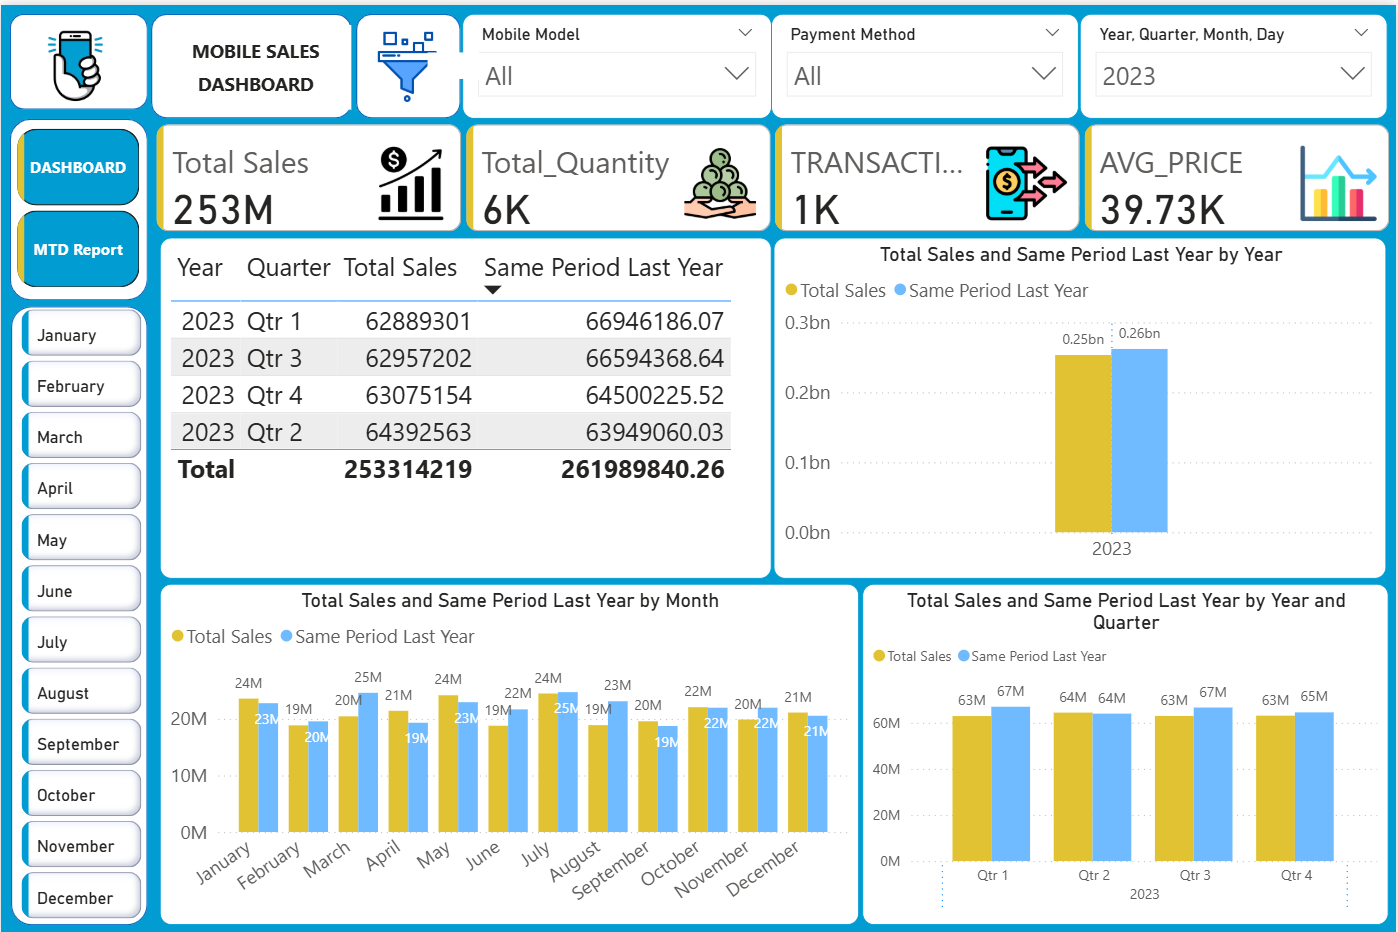 MOBILE SALES
DASHBOARD
Mobile Model
All
Payment Method
All
Year, Quarter, Month, Day
2023
DASHBOARD
MTD Report
Total Sales
253M
Total_Quantity
6K
TRANSACTI...
1K
AVG_PRICE
39.73K
January
February
March
April
May
June
July
August
September
October
November
December
Year Quarter Total Sales Same Period Last Year
2023 Qtr 1 62889301 66946186.07
2023 Qtr 3 62957202 66594368.64
2023 Qtr 4 63075154 64500225.52
2023 Qtr 2 64392563 63949060.03
Total 253314219 261989840.26
Total Sales and Same Period Last Year by Year
Total Sales Same Period Last Year
0.3bn
0.2bn
0.1bn
0.0bn
0.25bn 0.26bn
2023
Total Sales and Same Period Last Year by Month
Total Sales Same Period Last Year
20M
10M
0M
24M 23M 19M 20M 20M 25M 21M 19M 24M 23M 19M 22M 24M 25M 19M 23M 20M 19M 22M 22M 20M 22M 21M 21M
January February March April May June July August September October November December
Total Sales and Same Period Last Year by Year and
Quarter
Total Sales Same Period Last Year
60M
40M
20M
0M
63M 67M 64M 64M 63M 67M 63M 65M
Qtr 1 Qtr 2 Qtr 3 Qtr 4
2023